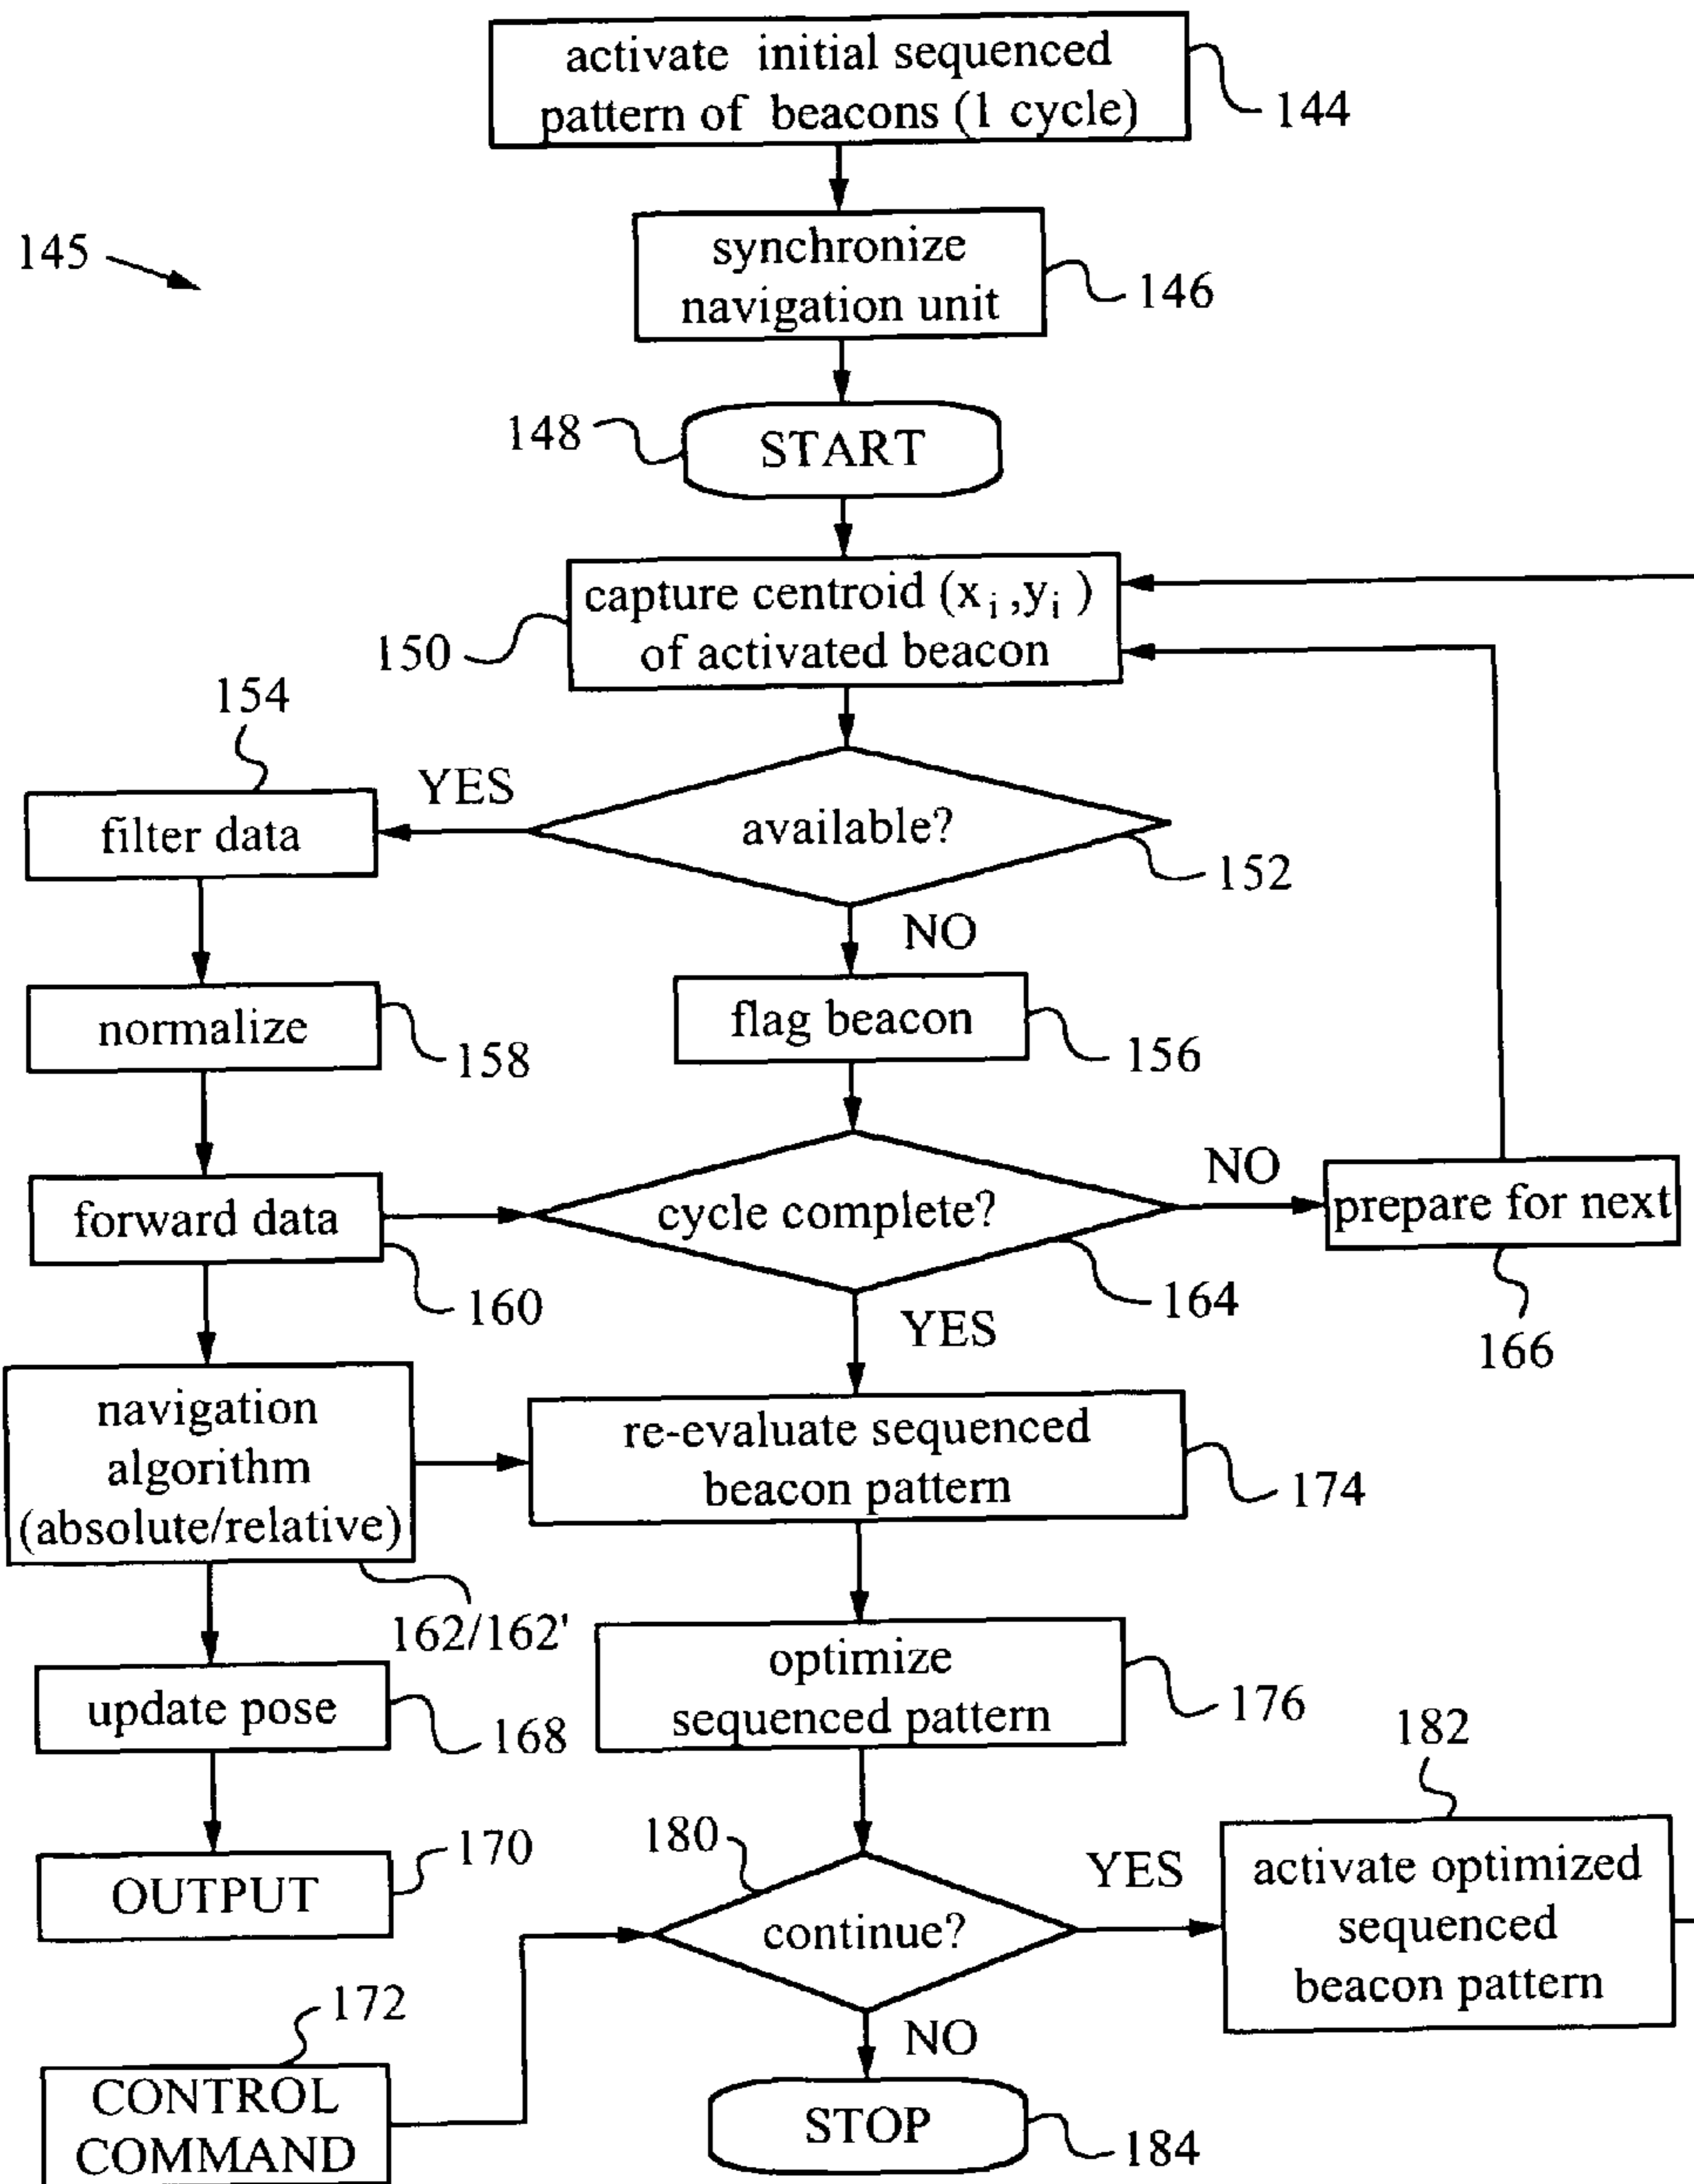 activate initial sequenced
pattern of beacons (1 cycle)
144
145
synchronize
navigation unit
146
148
START
capture centroid (xi,yi)
of activated beacon
150
154
YES
filter data
available?
152
NO
normalize
158
flag beacon
156
forward data
160
cycle complete?
164
NO
prepare for next
166
YES
navigation
algorithm
(absolute/relative)
162/162'
re-evaluate sequenced
beacon pattern
174
update pose
168
optimize
sequenced pattern
176
182
OUTPUT
170
180
continue?
YES
activate optimized
sequenced
beacon pattern
172
NO
CONTROL
COMMAND
STOP
184